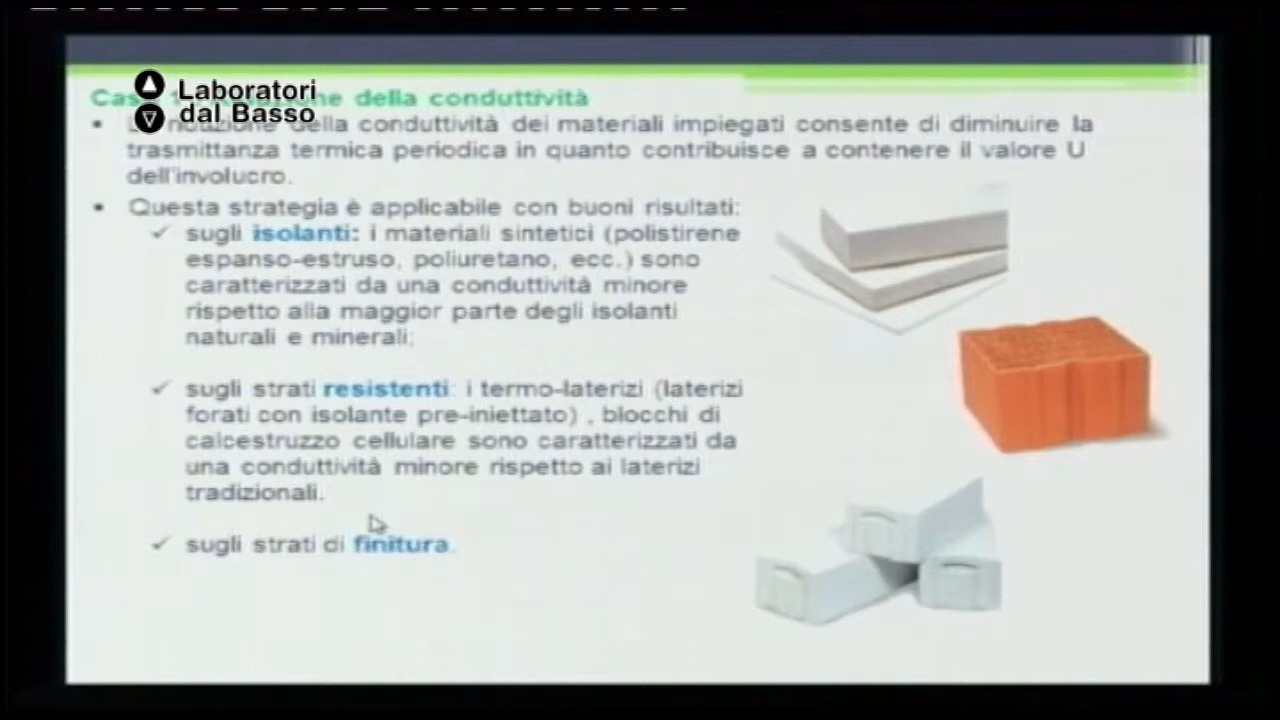 Laboratori
dal Basso
Cas ne della conduttività
• della conduttività dei materiali impiegati consente di diminuire la
trasmittanza termica periodica in quanto contribuisce a contenere il valore U
dell'involucro.
• Questa strategia è applicabile con buoni risultati:
✓ sugli isolanti: i materiali sintetici (polistirene
espanso-estruso, poliuretano, ecc.) sono
caratterizzati da una conduttività minore
rispetto alla maggior parte degli isolanti
naturali e minerali;
✓ sugli strati resistenti: i termo-laterizi (laterizi
forati con isolante pre-iniettato) , blocchi di
calcestruzzo cellulare sono caratterizzati da
una conduttività minore rispetto ai laterizi
tradizionali.
✓ sugli strati di finitura.